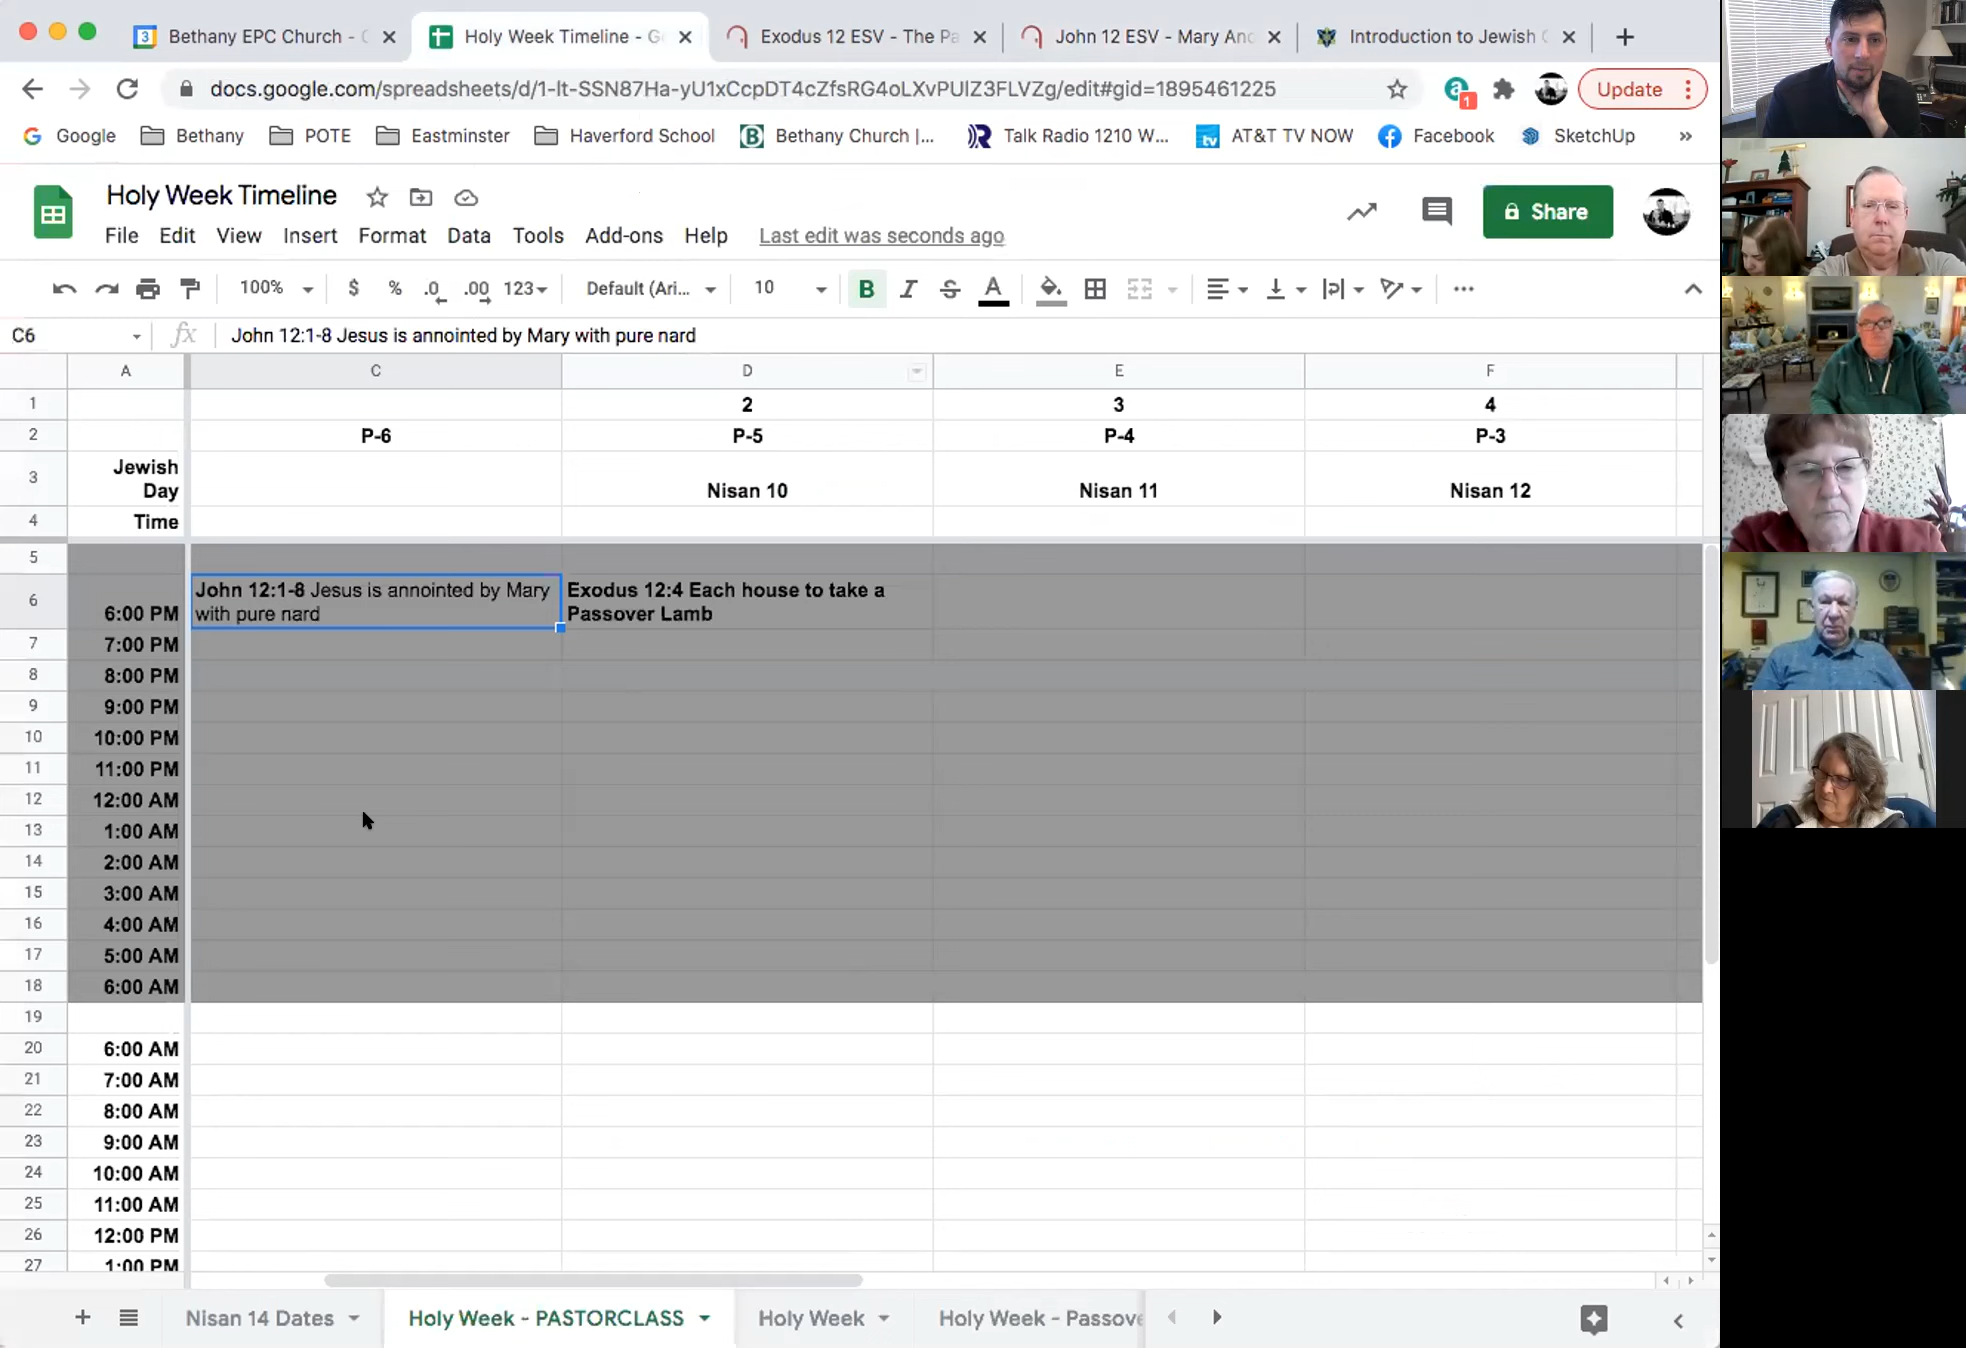 3 Bethany EPC Church - C
Holy Week Timeline - G
Exodus 12 ESV - The Pa
John 12 ESV - Mary Ano
Introduction to Jewish C
docs.google.com/spreadsheets/d/1-lt-SSN87Ha-yU1xCcpDT4cZfsRG4oLXvPUlZ3FLVZg/edit#gid=1895461225
a 1
Update
G Google
Bethany
POTE
Eastminster
Haverford School
B Bethany Church |...
R Talk Radio 1210 W...
tv AT&T TV NOW
f Facebook
SketchUp
»
Holy Week Timeline
File Edit View Insert Format Data Tools Add-ons Help Last edit was seconds ago
Share
100% $ % .0 .00 123 Default (Ari... 10 B I S A ...
C6 fx John 12:1-8 Jesus is annointed by Mary with pure nard
A C D E F
1 2 3 4
2 P-6 P-5 P-4 P-3
3 Jewish Day Nisan 10 Nisan 11 Nisan 12
4 Time
5
6 6:00 PM John 12:1-8 Jesus is annointed by Mary with pure nard Exodus 12:4 Each house to take a Passover Lamb
7 7:00 PM
8 8:00 PM
9 9:00 PM
10 10:00 PM
11 11:00 PM
12 12:00 AM
13 1:00 AM
14 2:00 AM
15 3:00 AM
16 4:00 AM
17 5:00 AM
18 6:00 AM
19
20 6:00 AM
21 7:00 AM
22 8:00 AM
23 9:00 AM
24 10:00 AM
25 11:00 AM
26 12:00 PM
27 1:00 PM
Nisan 14 Dates
Holy Week - PASTORCLASS
Holy Week
Holy Week - Passove